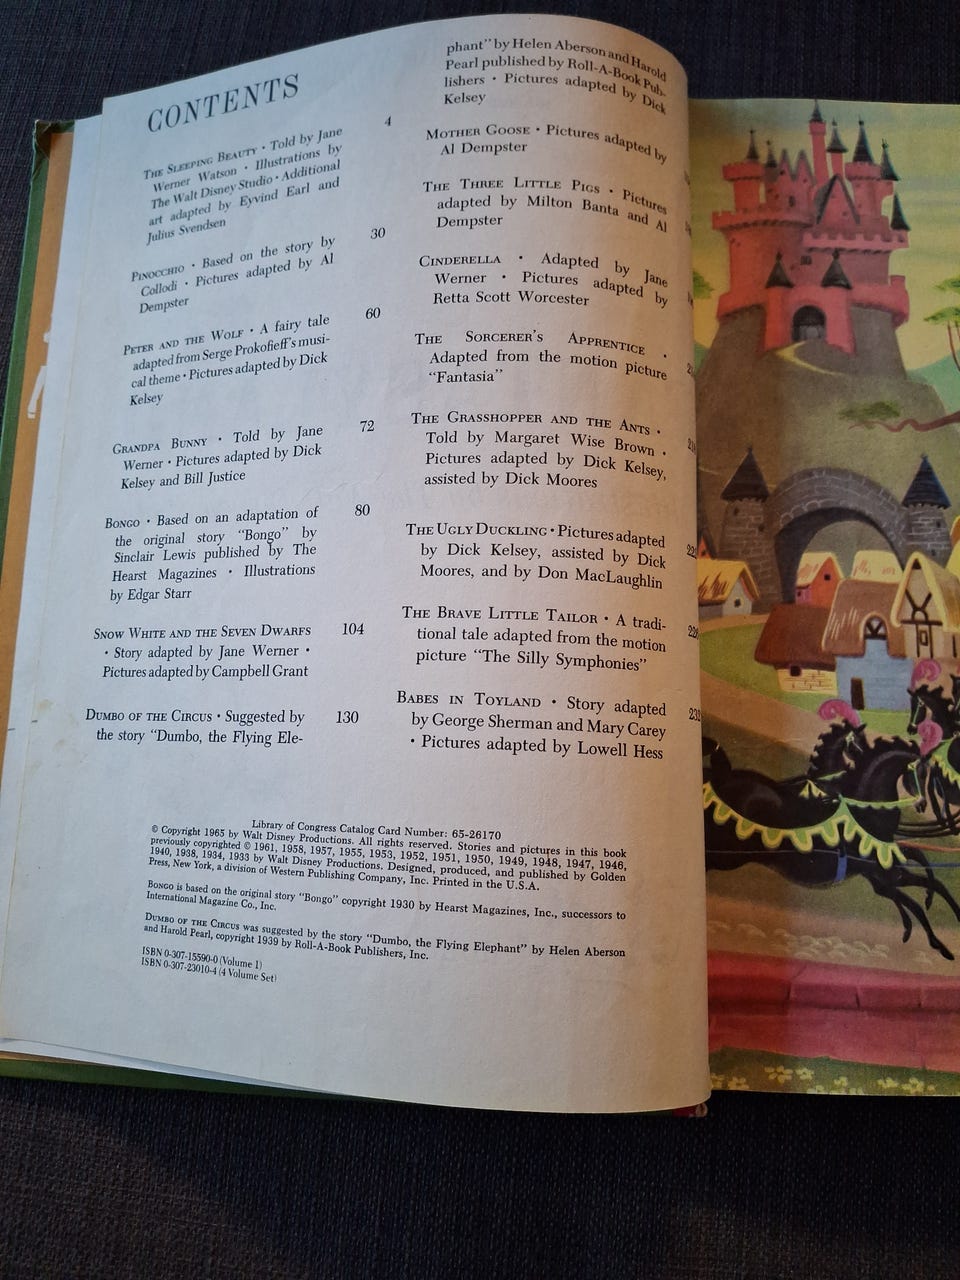 CONTENTS
THE SLEEPING BEAUTY • Told by Jane 4
Werner Watson • Illustrations by
The Walt Disney Studio • Additional
art adapted by Eyvind Earl and
Julius Svendsen
PINOCCHIO • Based on the story by 30
Collodi • Pictures adapted by Al
Dempster
PETER AND THE WOLF • A fairy tale 60
adapted from Serge Prokofieff's musi-
cal theme • Pictures adapted by Dick
Kelsey
GRANDPA BUNNY • Told by Jane 72
Werner • Pictures adapted by Dick
Kelsey and Bill Justice
BONGO • Based on an adaptation of 80
the original story "Bongo" by
Sinclair Lewis published by The
Hearst Magazines • Illustrations
by Edgar Starr
SNOW WHITE AND THE SEVEN DWARFS 104
• Story adapted by Jane Werner •
Pictures adapted by Campbell Grant
DUMBO OF THE CIRCUS • Suggested by 130
the story "Dumbo, the Flying Ele-
phant" by Helen Aberson and Harold
Pearl published by Roll-A-Book Pub-
lishers • Pictures adapted by Dick
Kelsey
MOTHER GOOSE • Pictures adapted by
Al Dempster
THE THREE LITTLE PIGS • Pictures
adapted by Milton Banta and Al
Dempster
CINDERELLA • Adapted by Jane
Werner • Pictures adapted by
Retta Scott Worcester
THE SORCERER'S APPRENTICE •
Adapted from the motion picture
"Fantasia"
THE GRASSHOPPER AND THE ANTS •
Told by Margaret Wise Brown •
Pictures adapted by Dick Kelsey,
assisted by Dick Moores
THE UGLY DUCKLING • Pictures adapted
by Dick Kelsey, assisted by Dick
Moores, and by Don MacLaughlin
THE BRAVE LITTLE TAILOR • A tradi-
tional tale adapted from the motion
picture "The Silly Symphonies"
BABES IN TOYLAND • Story adapted
by George Sherman and Mary Carey
• Pictures adapted by Lowell Hess
Library of Congress Catalog Card Number: 65-26170
© Copyright 1965 by Walt Disney Productions. All rights reserved. Stories and pictures in this book
previously copyrighted © 1961, 1958, 1957, 1955, 1953, 1952, 1951, 1950, 1949, 1948, 1947, 1946,
1940, 1938, 1934, 1933 by Walt Disney Productions. Designed, produced, and published by Golden
Press, New York, a division of Western Publishing Company, Inc. Printed in the U.S.A.
BONGO is based on the original story "Bongo" copyright 1930 by Hearst Magazines, Inc., successors to
International Magazine Co., Inc.
DUMBO OF THE CIRCUS was suggested by the story "Dumbo, the Flying Elephant" by Helen Aberson
and Harold Pearl, copyright 1939 by Roll-A-Book Publishers, Inc.
ISBN 0-307-15590-0 (Volume 1)
ISBN 0-307-23010-4 (4 Volume Set)